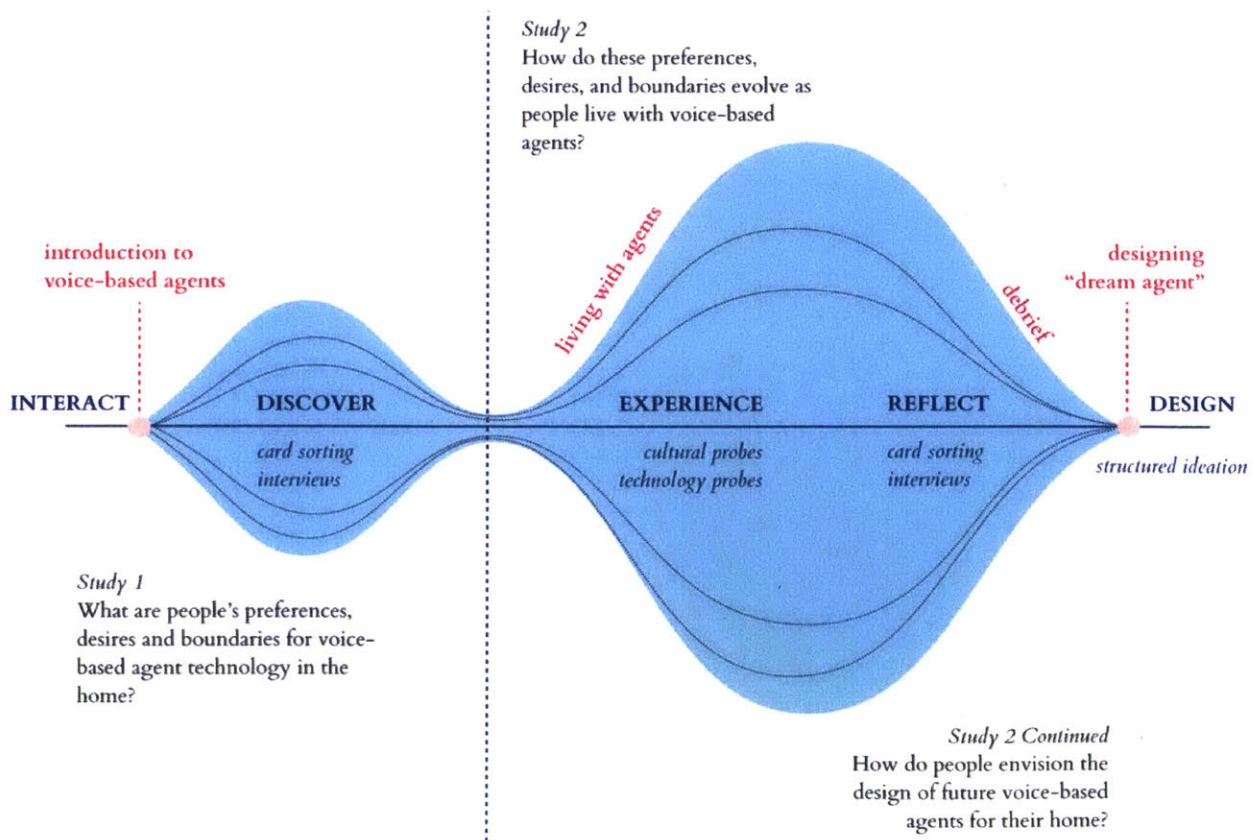 Study 2
How do these preferences,
desires, and boundaries evolve as
people live with voice-based
agents?
introduction to
voice-based agents
living with agents
debrief
designing
“dream agent”
INTERACT
DISCOVER
EXPERIENCE
REFLECT
DESIGN
card sorting
interviews
cultural probes
technology probes
card sorting
interviews
structured ideation
Study 1
What are people's preferences,
desires and boundaries for voice-
based agent technology in the
home?
Study 2 Continued
How do people envision the
design of future voice-based
agents for their home?